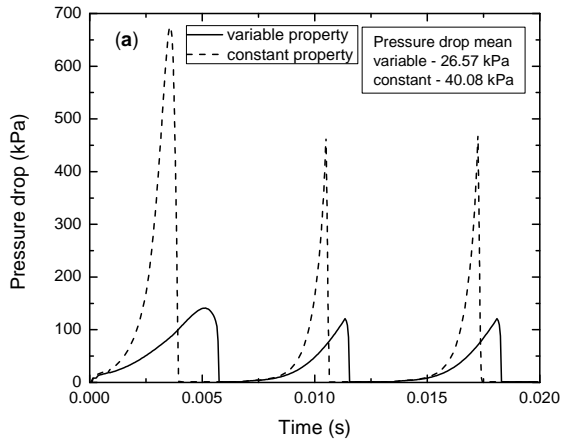 (a)
variable property
constant property
Pressure drop mean
variable - 26.57 kPa
constant - 40.08 kPa
Pressure drop (kPa)
700
600
500
400
300
200
100
0
0.000
0.005
0.010
0.015
0.020
Time (s)